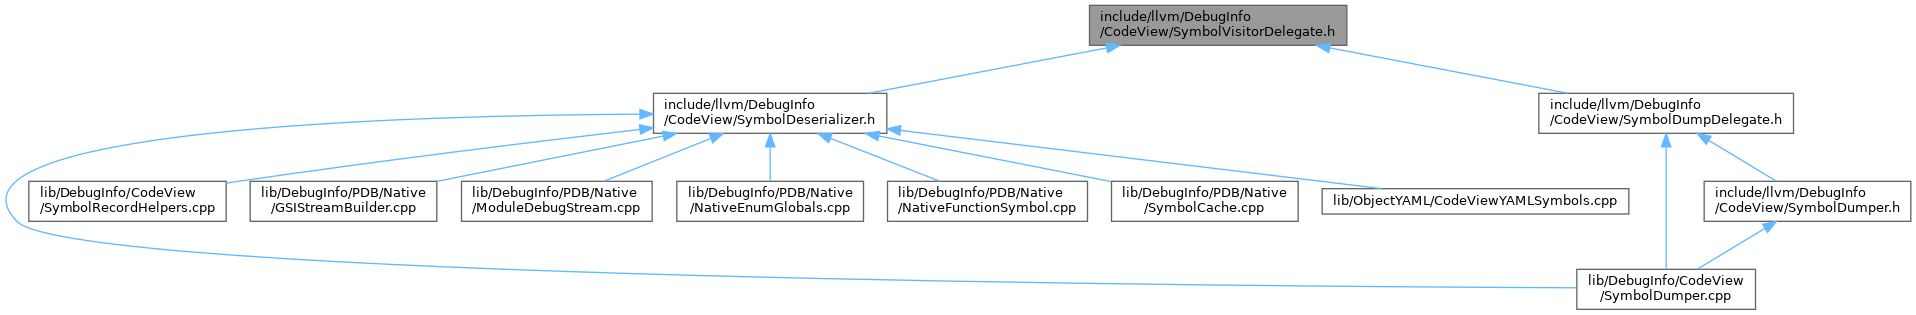 include/llvm/DebugInfo
/CodeView/SymbolVisitorDelegate.h
include/llvm/DebugInfo
/CodeView/SymbolDeserializer.h
include/llvm/DebugInfo
/CodeView/SymbolDumpDelegate.h
lib/DebugInfo/CodeView
/SymbolRecordHelpers.cpp
lib/DebugInfo/PDB/Native
/GSIStreamBuilder.cpp
lib/DebugInfo/PDB/Native
/ModuleDebugStream.cpp
lib/DebugInfo/PDB/Native
/NativeEnumGlobals.cpp
lib/DebugInfo/PDB/Native
/NativeFunctionSymbol.cpp
lib/DebugInfo/PDB/Native
/SymbolCache.cpp
lib/ObjectYAML/CodeViewYAMLSymbols.cpp
include/llvm/DebugInfo
/CodeView/SymbolDumper.h
lib/DebugInfo/CodeView
/SymbolDumper.cpp